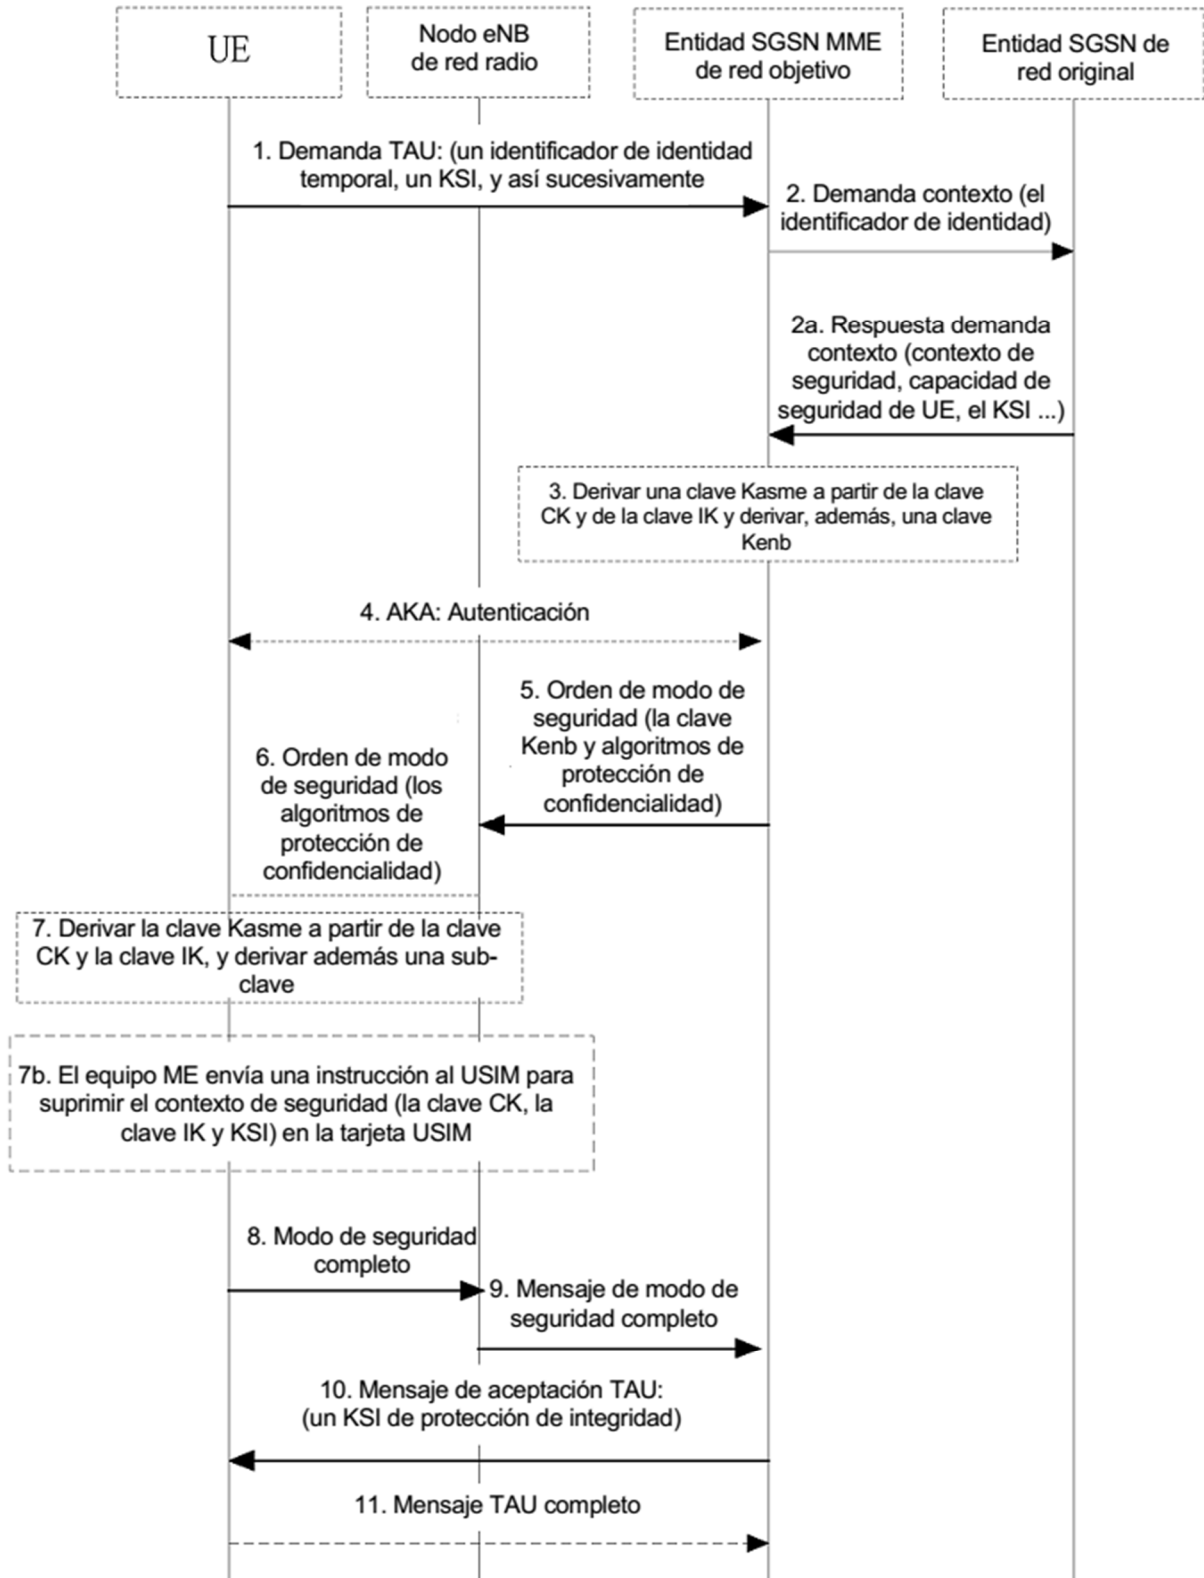 UE
Nodo eNB
de red radio
Entidad SGSN MME
de red objetivo
Entidad SGSN de
red original
1. Demanda TAU: (un identificador de identidad
temporal, un KSI, y así sucesivamente
2. Demanda contexto (el
identificador de identidad)
2a. Respuesta demanda
contexto (contexto de
seguridad, capacidad de
seguridad de UE, el KSI ...)
3. Derivar una clave Kasme a partir de la clave
CK y de la clave IK y derivar, además, una clave
Kenb
4. AKA: Autenticación
5. Orden de modo de
seguridad (la clave
Kenb y algoritmos de
protección de
confidencialidad)
6. Orden de modo
de seguridad (los
algoritmos de
protección de
confidencialidad)
7. Derivar la clave Kasme a partir de la clave
CK y la clave IK, y derivar además una sub-
clave
7b. El equipo ME envía una instrucción al USIM para
suprimir el contexto de seguridad (la clave CK, la
clave IK y KSI) en la tarjeta USIM
8. Modo de seguridad
completo
9. Mensaje de modo de
seguridad completo
10. Mensaje de aceptación TAU:
(un KSI de protección de integridad)
11. Mensaje TAU completo